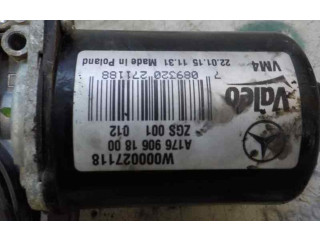 Valeo
VM4
22.01.15 11.31 Made in Poland
7 089320 271188
ZGS 001 012
A176 906 18 00
W000027118